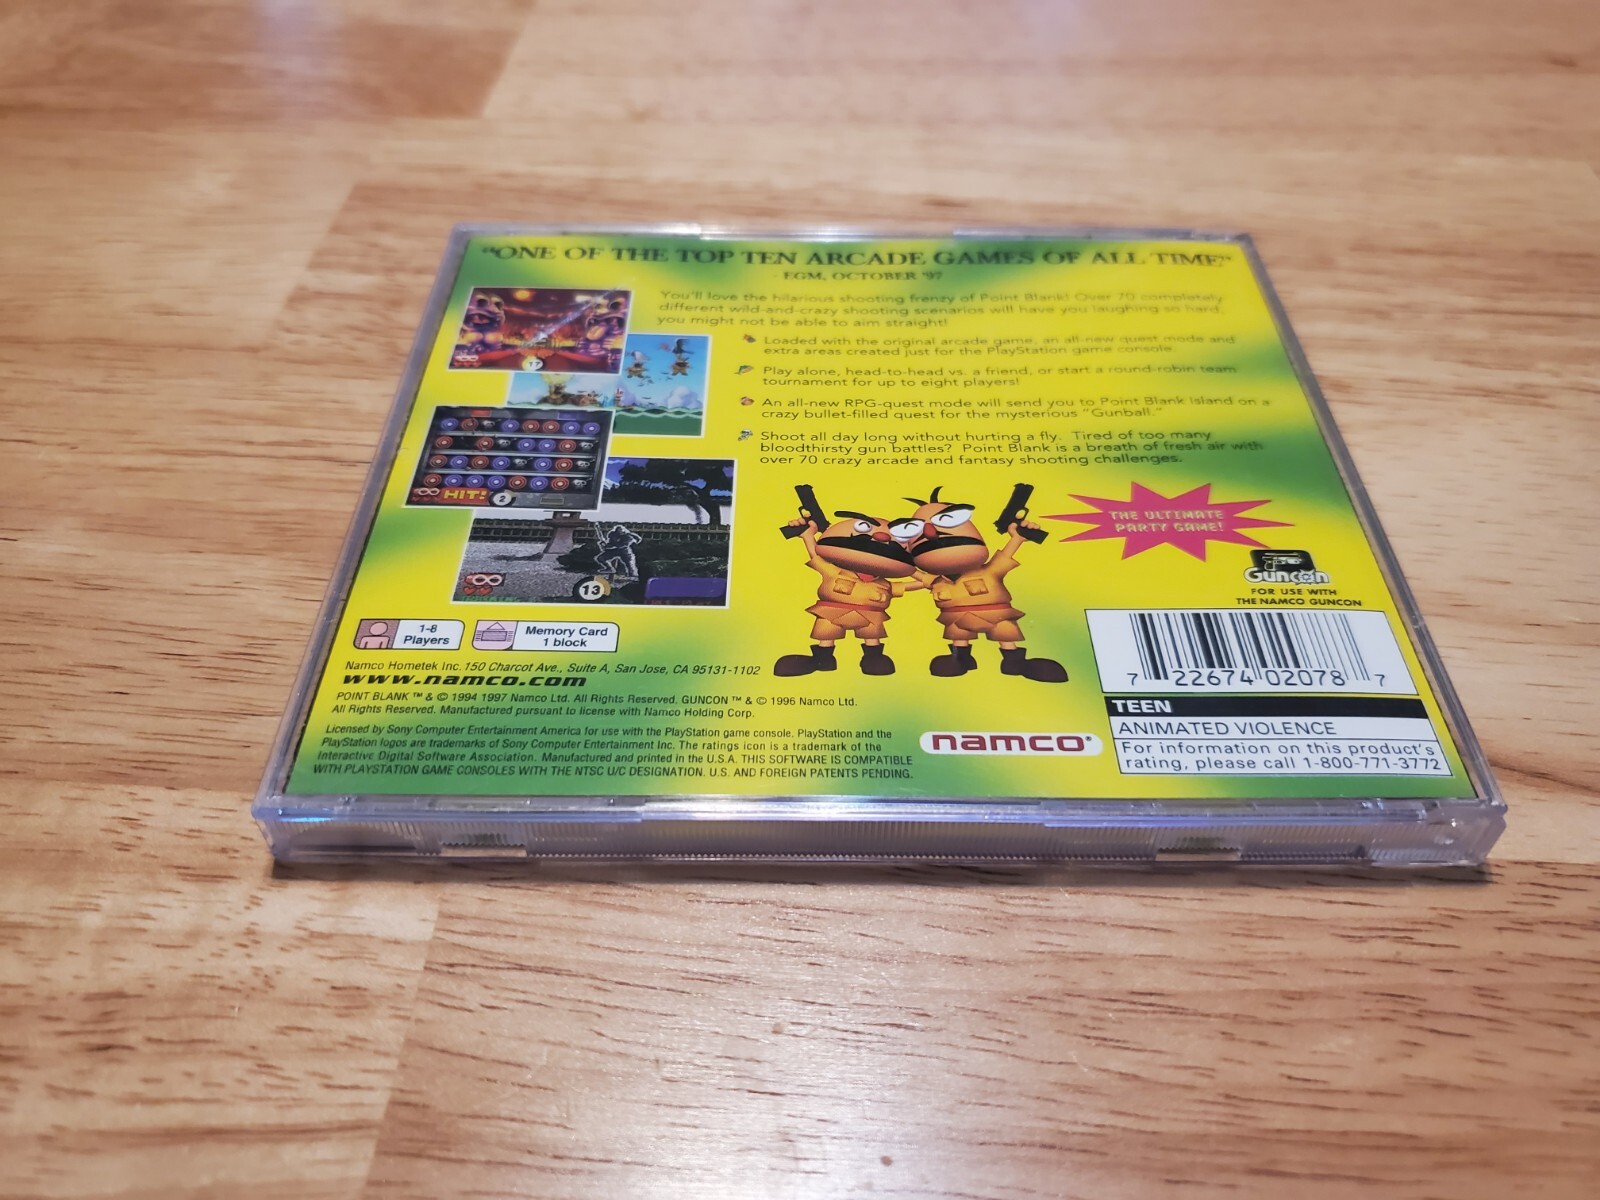 "ONE OF THE TOP TEN ARCADE GAMES OF ALL TIME"
- EGM, OCTOBER '97
You'll love the hilarious shooting frenzy of Point Blank! Over 70 completely
different wild-and-crazy shooting scenarios will have you laughing so hard,
you might not be able to aim straight!
Loaded with the original arcade game, an all-new quest mode and
extra areas created just for the PlayStation game console.
Play alone, head-to-head vs. a friend, or start a round-robin team
tournament for up to eight players!
An all-new RPG-quest mode will send you to Point Blank Island on a
crazy bullet-filled quest for the mysterious "Gunball."
Shoot all day long without hurting a fly. Tired of too many
bloodthirsty gun battles? Point Blank is a breath of fresh air with
over 70 crazy arcade and fantasy shooting challenges.
17
HIT!
2
13
THE ULTIMATE
PARTY GAME!
Guncon
FOR USE WITH
THE NAMCO GUNCON
1-8
Players
Memory Card
1 block
Namco Hometek Inc. 150 Charcot Ave., Suite A, San Jose, CA 95131-1102
www.namco.com
POINT BLANK ™ & © 1994 1997 Namco Ltd. All Rights Reserved. GUNCON ™ & © 1996 Namco Ltd.
All Rights Reserved. Manufactured pursuant to license with Namco Holding Corp.
Licensed by Sony Computer Entertainment America for use with the PlayStation game console. PlayStation and the
PlayStation logos are trademarks of Sony Computer Entertainment Inc. The ratings icon is a trademark of the
Interactive Digital Software Association. Manufactured and printed in the U.S.A. THIS SOFTWARE IS COMPATIBLE
WITH PLAYSTATION GAME CONSOLES WITH THE NTSC U/C DESIGNATION. U.S. AND FOREIGN PATENTS PENDING.
namco®
7 22674 02078 7
TEEN
ANIMATED VIOLENCE
For information on this product's
rating, please call 1-800-771-3772